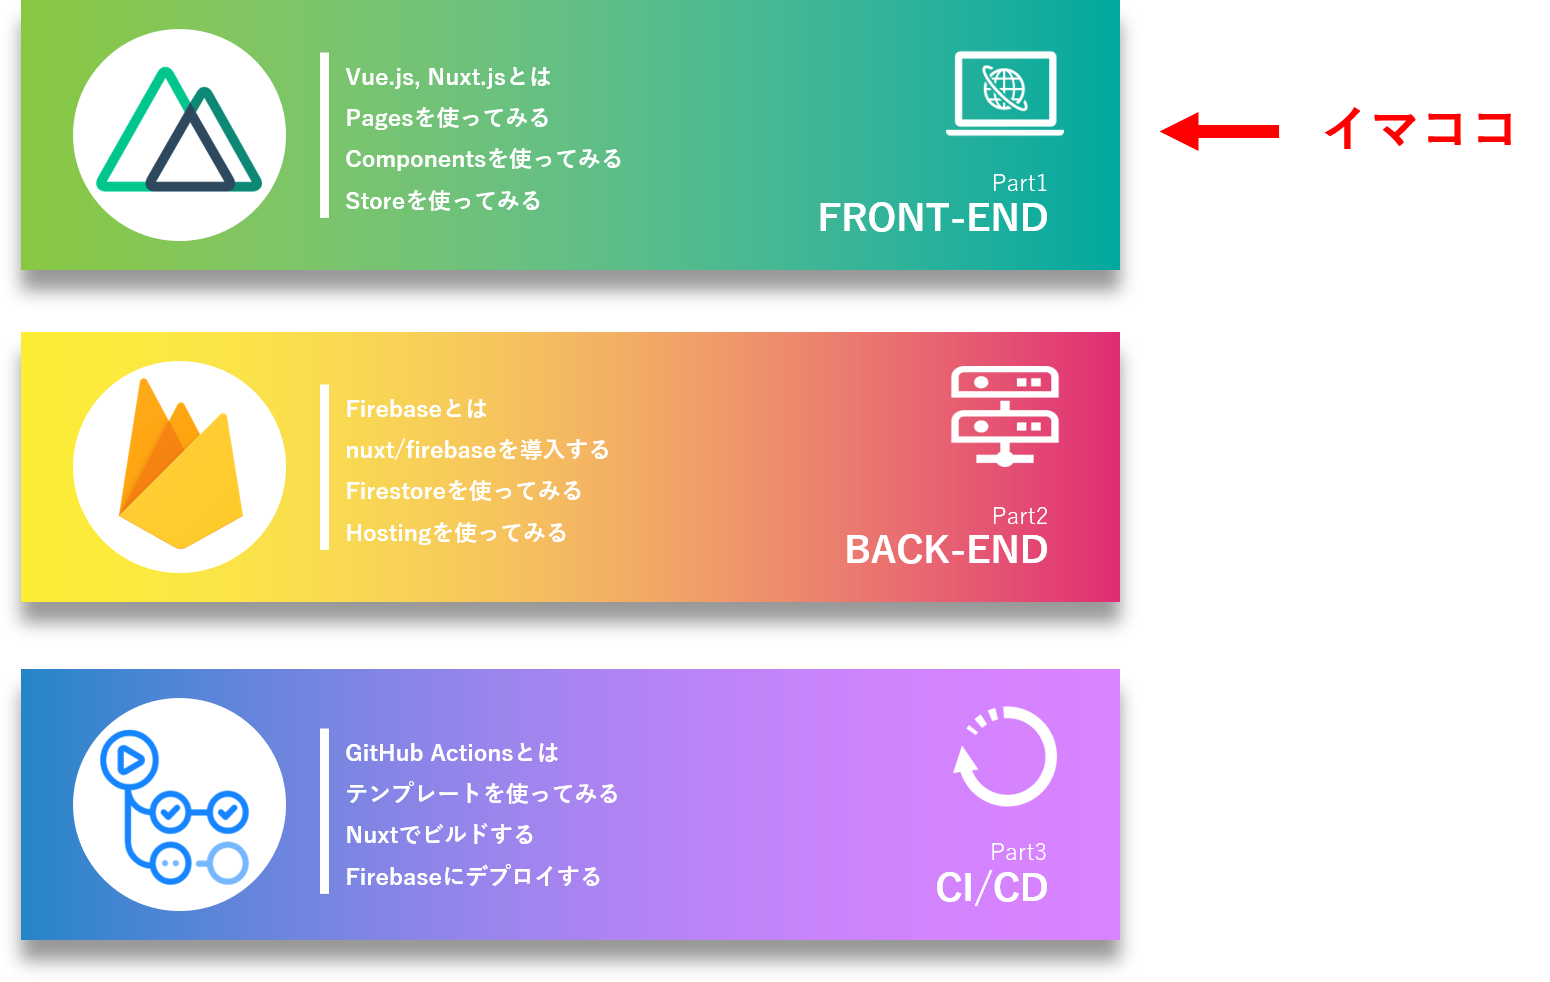 Vue.js, Nuxt.jsとは
Pagesを使ってみる
Componentsを使ってみる
Storeを使ってみる
Part1
FRONT-END
イマココ
Firebaseとは
nuxt/firebaseを導入する
Firestoreを使ってみる
Hostingを使ってみる
Part2
BACK-END
GitHub Actionsとは
テンプレートを使ってみる
Nuxtでビルドする
Firebaseにデプロイする
Part3
CI/CD